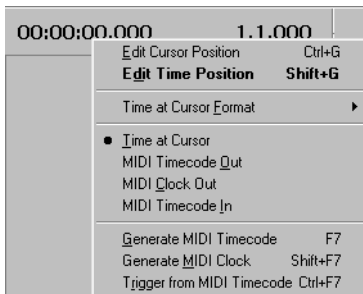 00:00:00.000 1.1.000
Edit Cursor Position Ctrl+G
Edit Time Position Shift+G
Time at Cursor Format
Time at Cursor
MIDI Timecode Out
MIDI Clock Out
MIDI Timecode In
Generate MIDI Timecode F7
Generate MIDI Clock Shift+F7
Trigger from MIDI Timecode Ctrl+F7